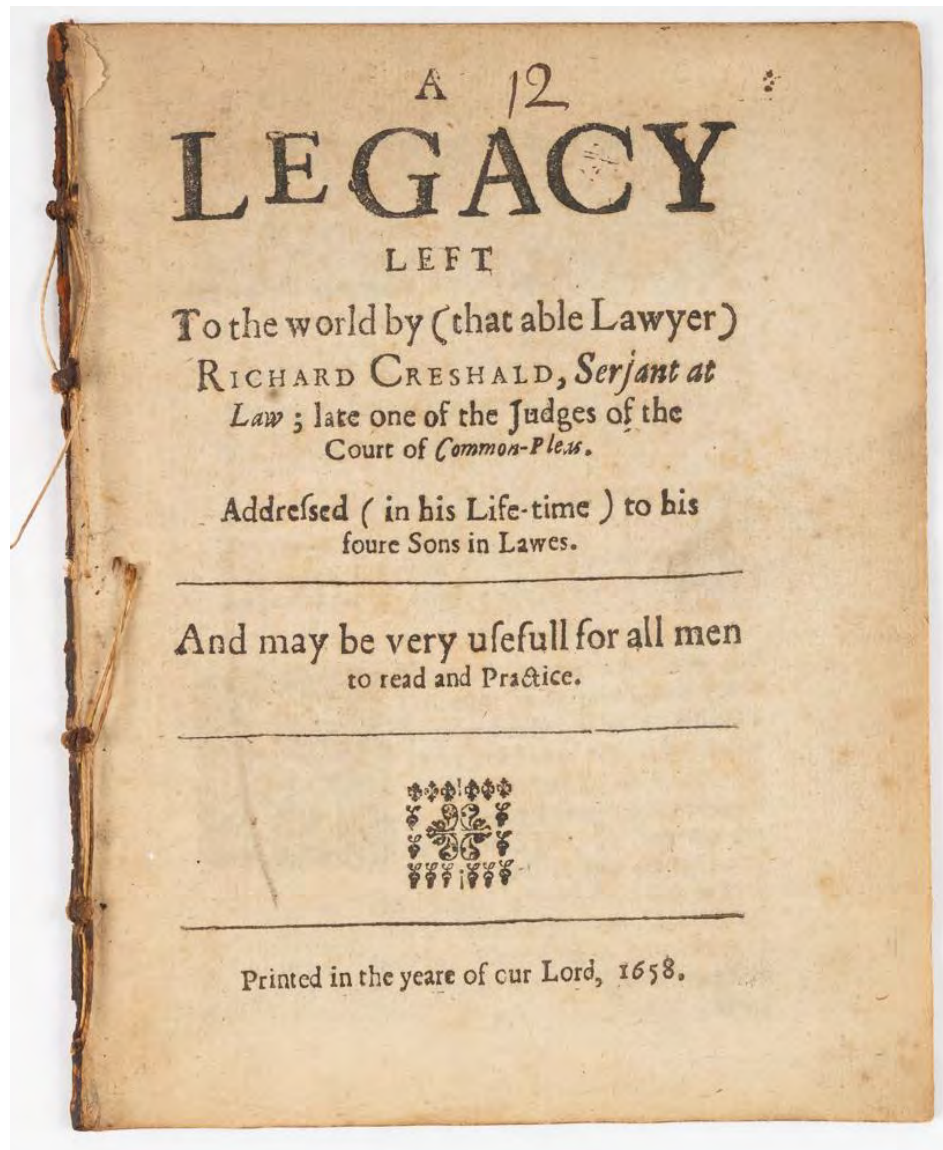 A 12
LEGACY
LEFT
To the world by (that able Lawyer)
RICHARD CRESHALD, Serjant at
Law ; late one of the Judges of the
Court of Common-Pleas.
Addreſsed ( in his Life-time ) to his
foure Sons in Lawes.
And may be very uſefull for all men
to read and Practice.
Printed in the yeare of cur Lord, 1658.